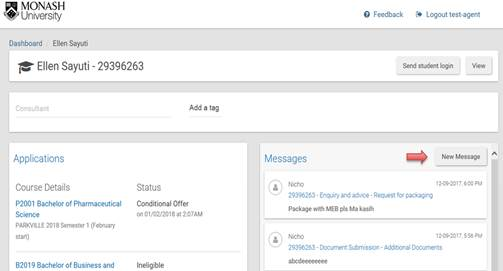 MONASH
University
Feedback
Logout test-agent
Dashboard / Ellen Sayuti
Ellen Sayuti - 29396263
Send student login
View
Consultant
Add a tag
Applications
Course Details
Status
P2001 Bachelor of Pharmaceutical
Science
Conditional Offer
on 01/02/2018 at 2:07AM
PARKVILLE 2018 Semester 1 (February
start)
B2019 Bachelor of Business and
Ineligible
Messages
New Message
Nicho
12-09-2017, 6:00 PM
29396263 - Enquiry and advice - Request for packaging
Package with MEB pls Ma kasih
Nicho
12-09-2017, 5:56 PM
29396263 - Document Submission - Additional Documents
abcdeeeeeeee